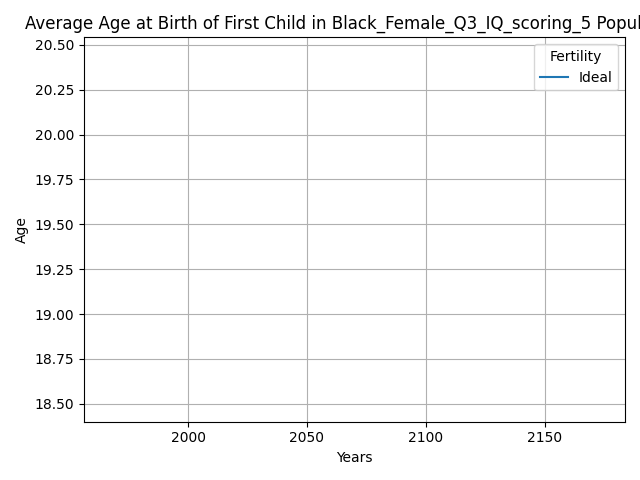 Average Age at Birth of First Child in Black_Female_Q3_IQ_scoring_5 Popul
20.50
20.25
20.00
19.75
19.50
19.25
19.00
18.75
18.50
Age
Fertility
Ideal
2000 2050 2100 2150
Years